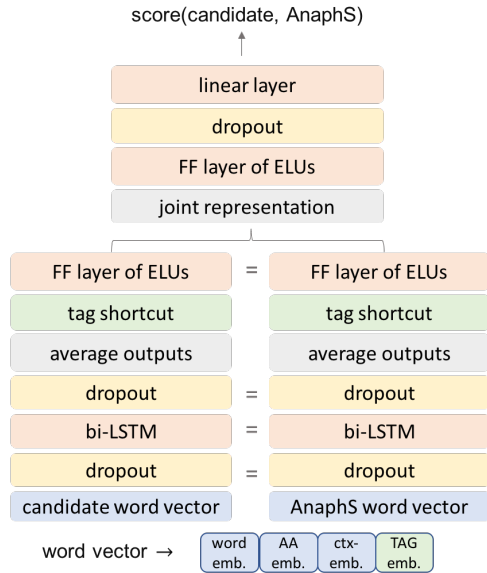 score(candidate, AnaphS)
linear layer
dropout
FF layer of ELUs
joint representation
FF layer of ELUs = FF layer of ELUs
tag shortcut tag shortcut
average outputs average outputs
dropout = dropout
bi-LSTM = bi-LSTM
dropout = dropout
candidate word vector AnaphS word vector
word vector → word emb. AA emb. ctx- emb. TAG emb.